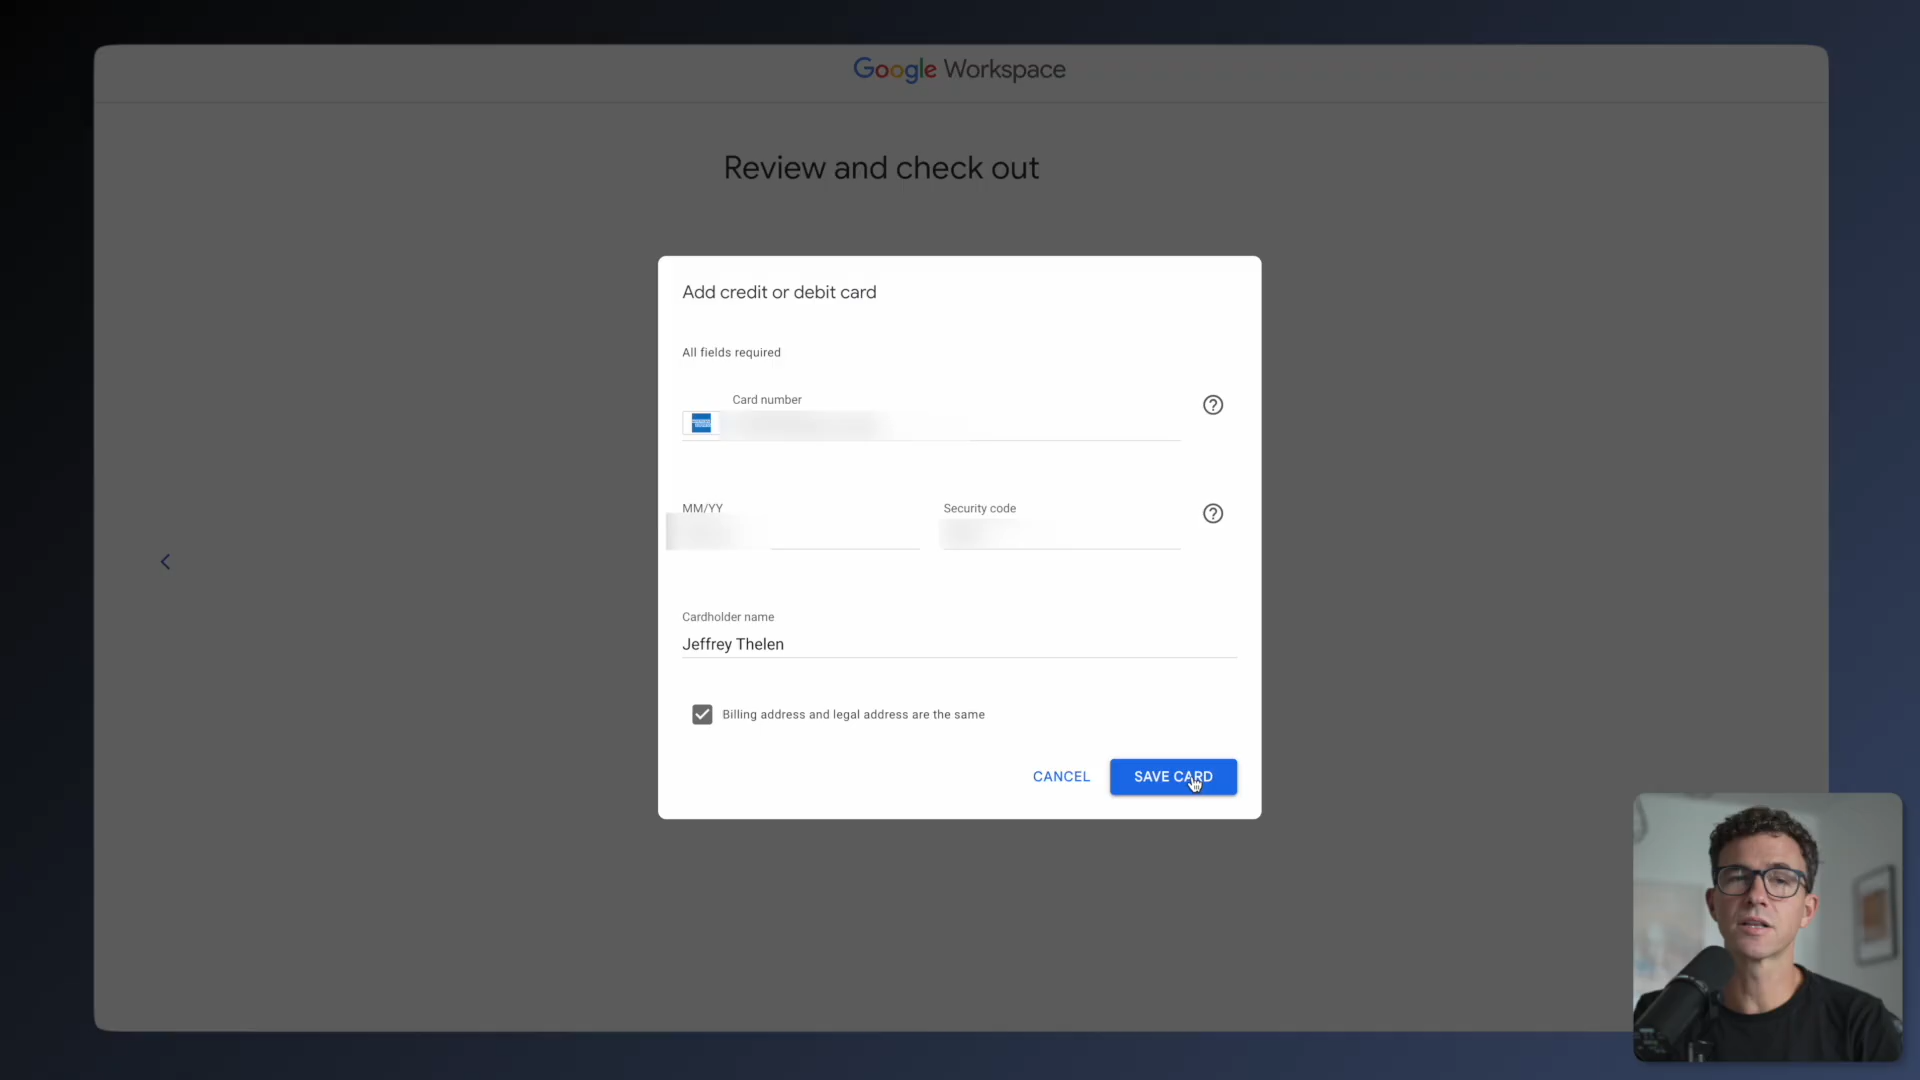 Google Workspace
Review and check out
Add credit or debit card
All fields required
Card number
MM/YY
Security code
Cardholder name
Jeffrey Thelen
Billing address and legal address are the same
CANCEL
SAVE CARD